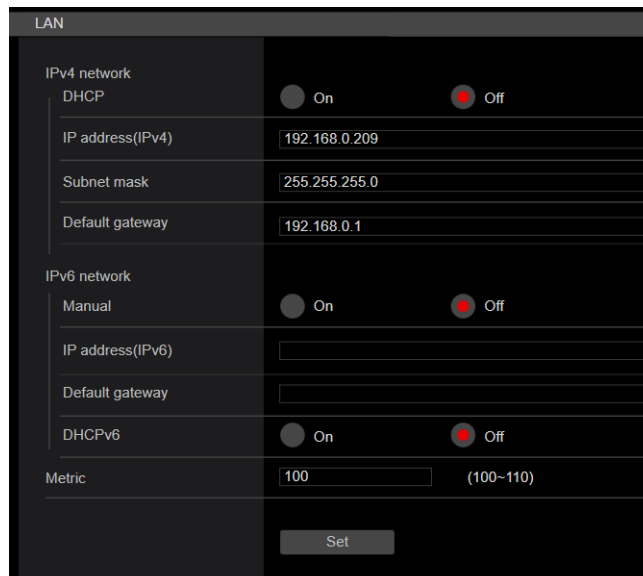 LAN
IPv4 network
DHCP On Off
IP address(IPv4) 192.168.0.209
Subnet mask 255.255.255.0
Default gateway 192.168.0.1
IPv6 network
Manual On Off
IP address(IPv6)
Default gateway
DHCPv6 On Off
Metric 100 (100~110)
Set